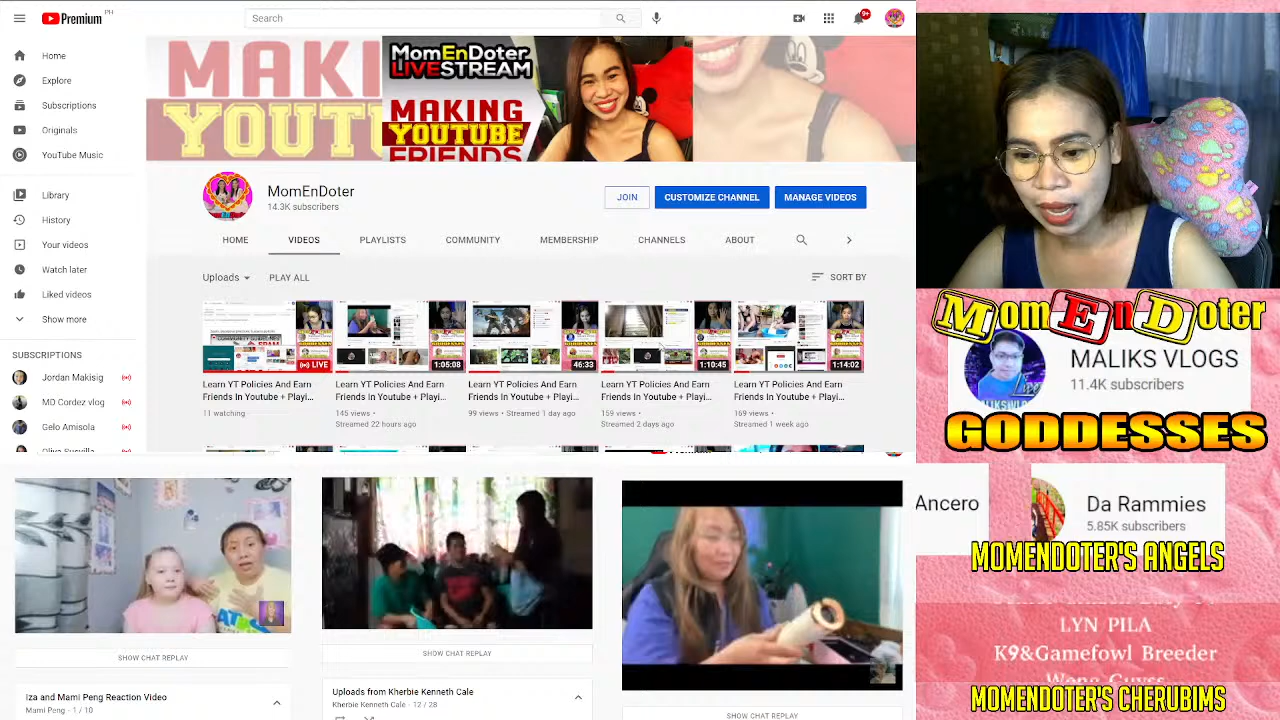 Premium PH
Search
9+
Home
Explore
Subscriptions
Originals
YouTube Music
Library
History
Your videos
Watch later
Lived videos
Show more
SUBSCRIPTIONS
Jordan Makisig
MD Cordez vlog
Gelo Amisola
MAKI
YOUT
MomEnDoter
LIVESTREAM
MAKING
YOUTUBE
FRIENDS
MomEnDoter
14.3K subscribers
JOIN
CUSTOMIZE CHANNEL
MANAGE VIDEOS
HOME
VIDEOS
PLAYLISTS
COMMUNITY
MEMBERSHIP
CHANNELS
ABOUT
Uploads
PLAY ALL
SORT BY
LIVE
1:05:08
46:33
1:10:45
1:14:02
Learn YT Policies And Earn
Friends In Youtube + Playi...
11 watching
Learn YT Policies And Earn
Friends In Youtube + Playi...
145 views •
Streamed 22 hours ago
Learn YT Policies And Earn
Friends In Youtube + Playi...
99 views • Streamed 1 day ago
Learn YT Policies And Earn
Friends In Youtube + Playi...
159 views •
Streamed 2 days ago
Learn YT Policies And Earn
Friends In Youtube + Playi...
169 views •
Streamed 1 week ago
SHOW CHAT REPLAY
Iza and Mami Peng Reaction Video
Mami Peng - 1 / 10
SHOW CHAT REPLAY
Uploads from Kherbie Kenneth Cale
Kherbie Kenneth Cale - 12 / 28
SHOW CHAT REPLAY
MomEnDoter
MALIKS VLOGS
11.4K subscribers
GODDESSES
Ancero
Da Rammies
5.85K subscribers
MOMENDOTER'S ANGELS
LYN PILA
K9&Gamefowl Breeder
MOMENDOTER'S CHERUBIMS